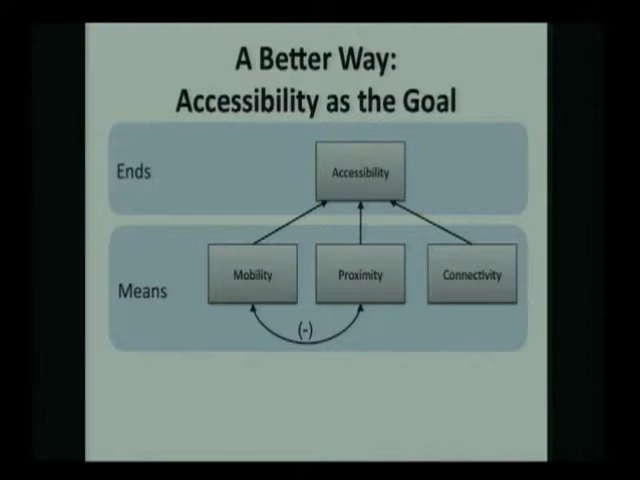 A Better Way:
Accessibility as the Goal
Ends
Accessibility
Means
Mobility
Proximity
Connectivity
(-)